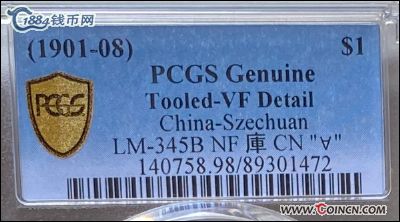 1884钱币网
(1901-08) $1
PCGS
PCGS Genuine
Tooled-VF Detail
China-Szechuan
LM-345B NF 庫 CN "∀"
140758.98/89301472
www.COINCN.com